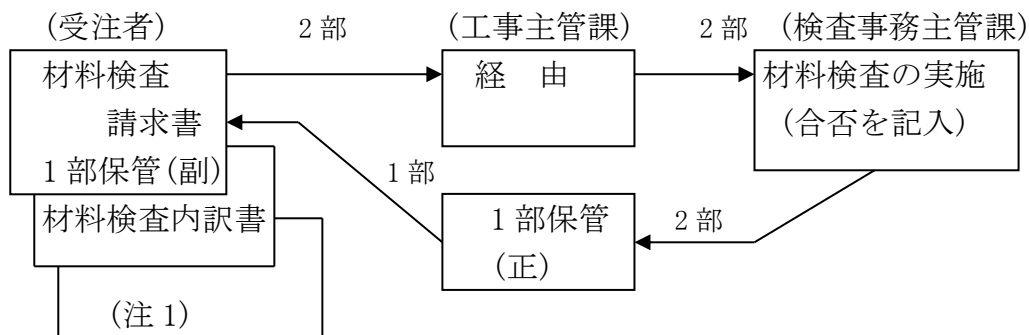 (受注者)
2部
(工事主管課)
2部
(検査事務主管課)
材料検査
請求書
1部保管(副)
経　由
材料検査の実施
(合否を記入)
1部
材料検査内訳書
1部保管
(正)
2部
(注1)